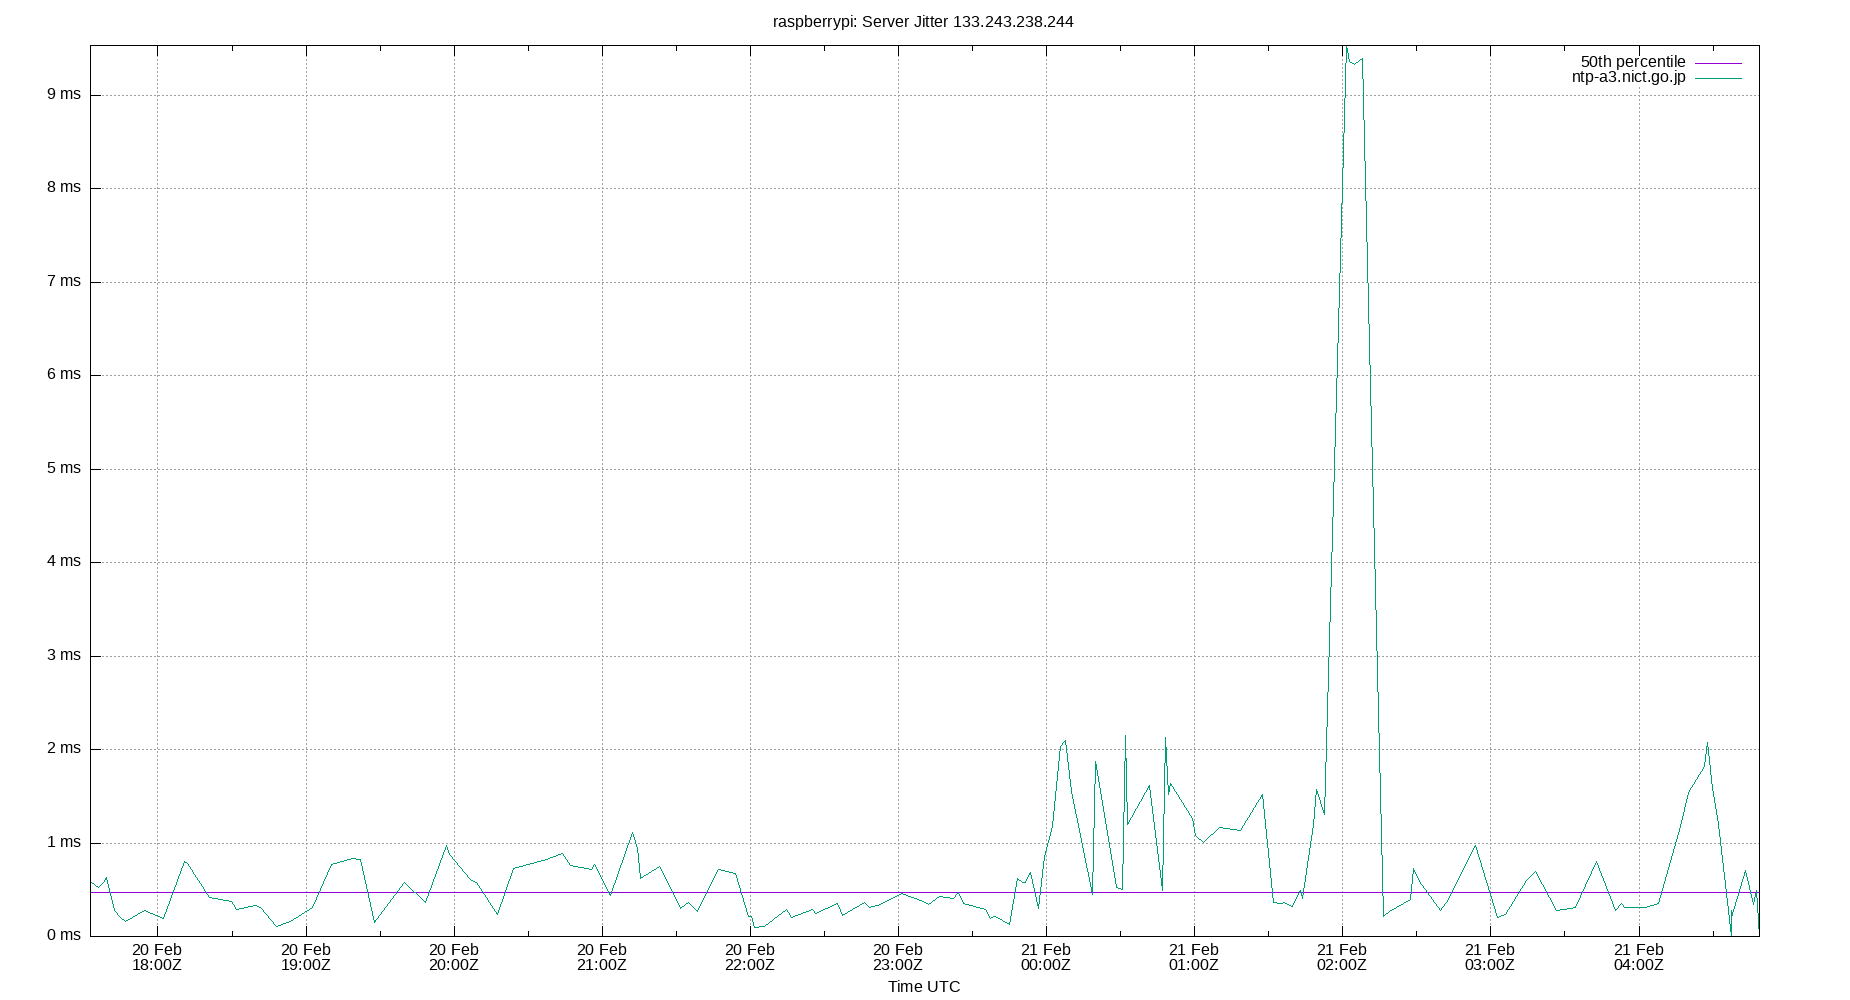 raspberrypi: Server Jitter 133.243.238.244
50th percentile
ntp-a3.nict.go.jp
9 ms
8 ms
7 ms
6 ms
5 ms
4 ms
3 ms
2 ms
1 ms
0 ms
20 Feb 20 Feb 20 Feb 20 Feb 20 Feb 20 Feb 21 Feb 21 Feb 21 Feb 21 Feb 21 Feb
18:00Z 19:00Z 20:00Z 21:00Z 22:00Z 23:00Z 00:00Z 01:00Z 02:00Z 03:00Z 04:00Z
Time UTC